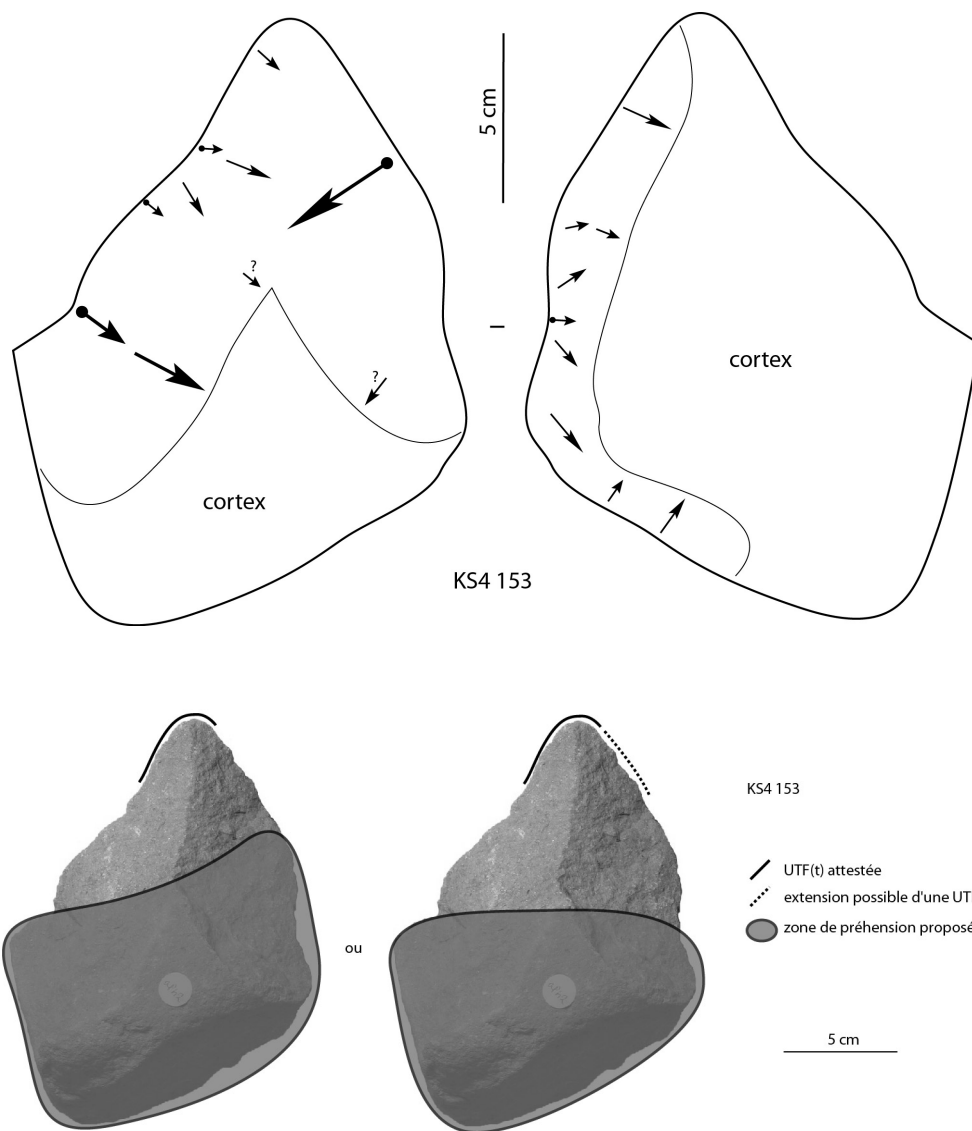 5 cm
?
?
cortex
cortex
KS4 153
KS4 153
UTF(t) attestée
extension possible d'une UT
zone de préhension proposé
ou
5 cm